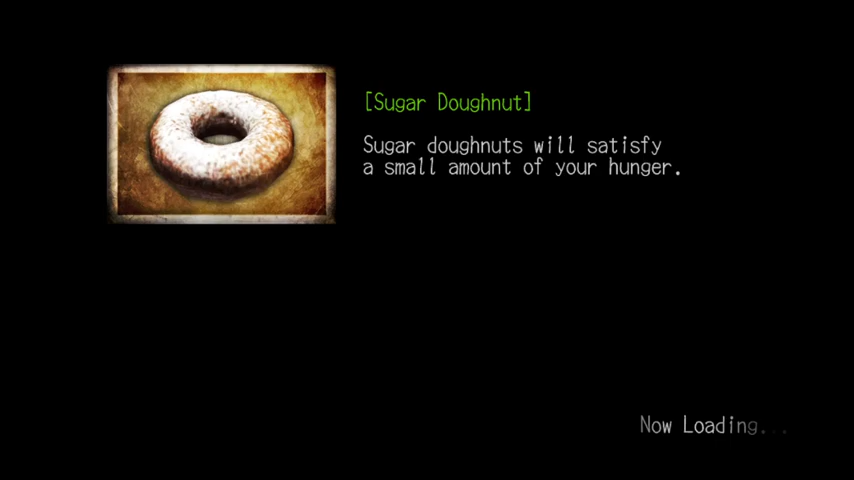 [Sugar Doughnut]
Sugar doughnuts will satisfy
a small amount of your hunger.
Now Loading...